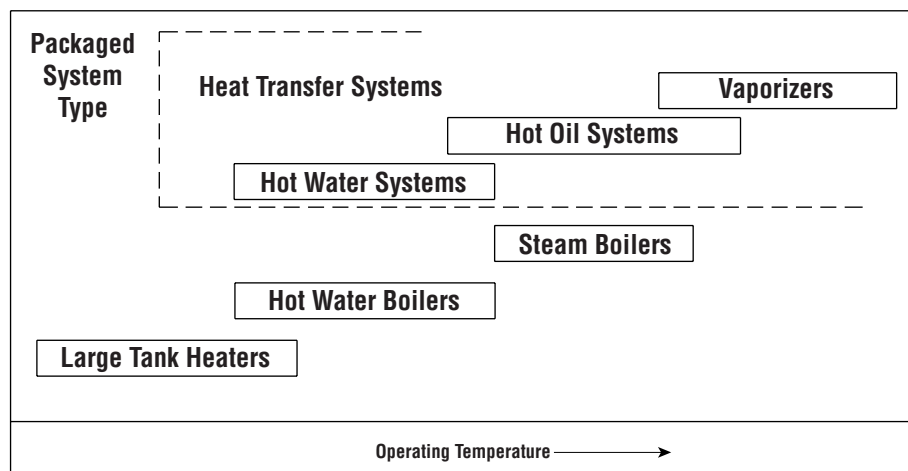 Packaged
System
Type
Heat Transfer Systems
Vaporizers
Hot Oil Systems
Hot Water Systems
Steam Boilers
Hot Water Boilers
Large Tank Heaters
Operating Temperature